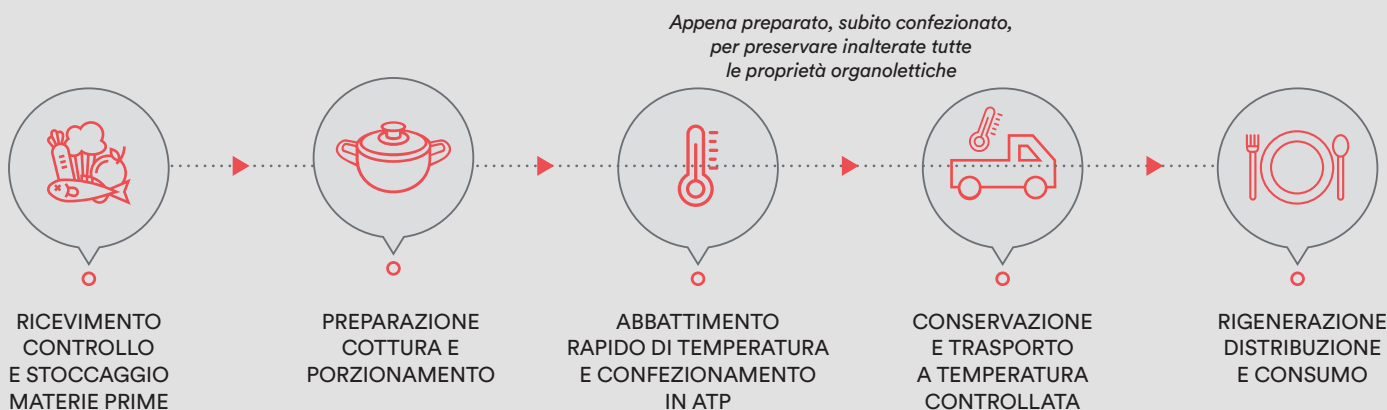 Appena preparato, subito confezionato,
per preservare inalterate tutte
le proprietà organolettiche
RICEVIMENTO
CONTROLLO
E STOCCAGGIO
MATERIE PRIME
PREPARAZIONE
COTTURA E
PORZIONAMENTO
ABBATTIMENTO
RAPIDO DI TEMPERATURA
E CONFEZIONAMENTO
IN ATP
CONSERVAZIONE
E TRASPORTO
A TEMPERATURA
CONTROLLATA
RIGENERAZIONE
DISTRIBUZIONE
E CONSUMO